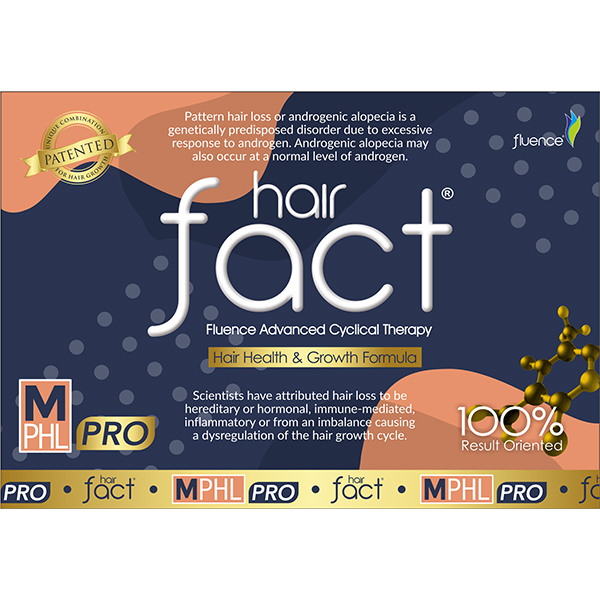 Pattern hair loss or androgenic alopecia is a
genetically predisposed disorder due to excessive
response to androgen. Androgenic alopecia may
also occur at a normal level of androgen.
UNIQUE COMBINATION
PATENTED
FOR HAIR GROWTH
fluence
hair
fact®
Fluence Advanced Cyclical Therapy
Hair Health & Growth Formula
Scientists have attributed hair loss to be
hereditary or hormonal, immune-mediated,
inflammatory or from an imbalance causing
a dysregulation of the hair growth cycle.
M
PHL
PRO
100%
Result Oriented
PRO • hair fact® • MPHL PRO • hair fact® • MPHL PRO • ha fa